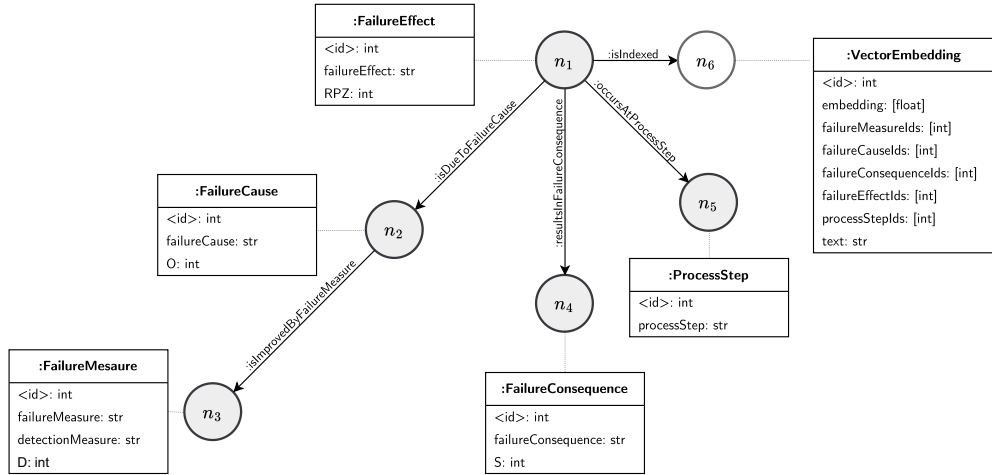 :FailureEffect
<id>: int
failureEffect: str
RPZ: int
n1
:isIndexed
n6
:VectorEmbedding
<id>: int
embedding: [float]
failureMeasureIds: [int]
failureCauseIds: [int]
failureConsequenceIds: [int]
failureEffectIds: [int]
processStepIds: [int]
text: str
:isDueToFailureCause
:resultsInFailureConsequence
:occursAtProcessStep
:FailureCause
<id>: int
failureCause: str
O: int
n2
n5
:ProcessStep
<id>: int
processStep: str
:isImprovedByFailureMeasure
n4
:FailureMesaure
<id>: int
failureMeasure: str
detectionMeasure: str
D: int
n3
:FailureConsequence
<id>: int
failureConsequence: str
S: int